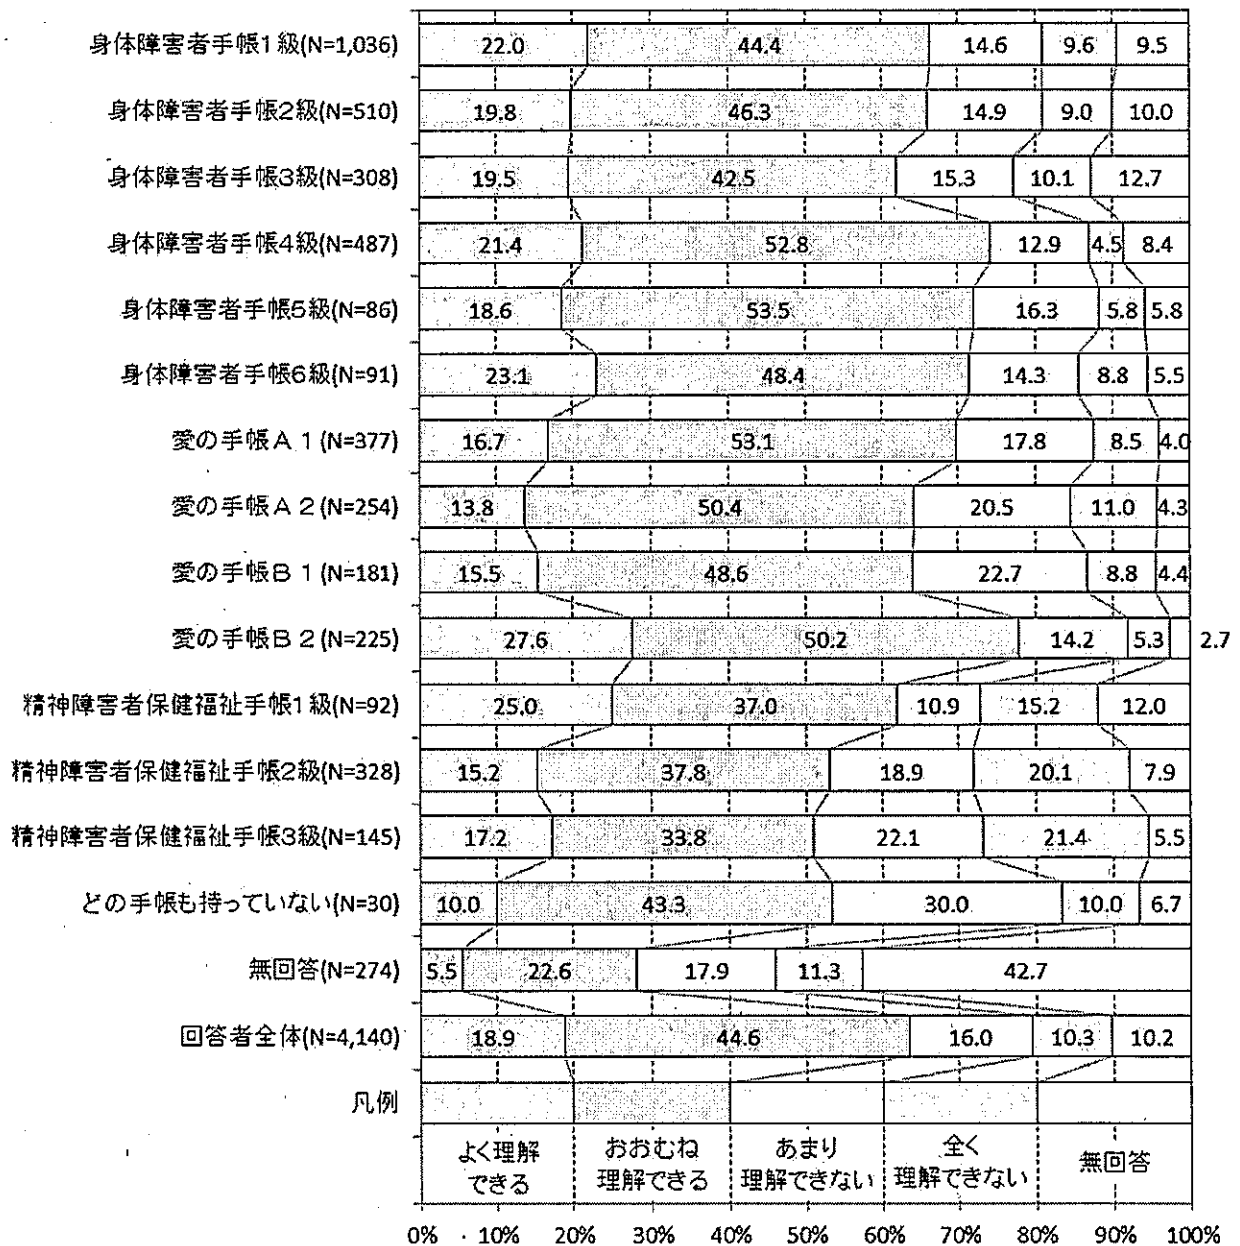 身体障害者手帳1級(N=1,036) 22.0 44.4 14.6 9.6 9.5
身体障害者手帳2級(N=510) 19.8 46.3 14.9 9.0 10.0
身体障害者手帳3級(N=308) 19.5 42.5 15.3 10.1 12.7
身体障害者手帳4級(N=487) 21.4 52.8 12.9 4.5 8.4
身体障害者手帳5級(N=86) 18.6 53.5 16.3 5.8 5.8
身体障害者手帳6級(N=91) 23.1 48.4 14.3 8.8 5.5
愛の手帳A1(N=377) 16.7 53.1 17.8 8.5 4.0
愛の手帳A2(N=254) 13.8 50.4 20.5 11.0 4.3
愛の手帳B1(N=181) 15.5 48.6 22.7 8.8 4.4
愛の手帳B2(N=225) 27.6 50.2 14.2 5.3 2.7
精神障害者保健福祉手帳1級(N=92) 25.0 37.0 10.9 15.2 12.0
精神障害者保健福祉手帳2級(N=328) 15.2 37.8 18.9 20.1 7.9
精神障害者保健福祉手帳3級(N=145) 17.2 33.8 22.1 21.4 5.5
どの手帳も持っていない(N=30) 10.0 43.3 30.0 10.0 6.7
無回答(N=274) 5.5 22.6 17.9 11.3 42.7
回答者全体(N=4,140) 18.9 44.6 16.0 10.3 10.2
凡例
よく理解できる
おおむね理解できる
あまり理解できない
全く理解できない
無回答
0% 10% 20% 30% 40% 50% 60% 70% 80% 90% 100%